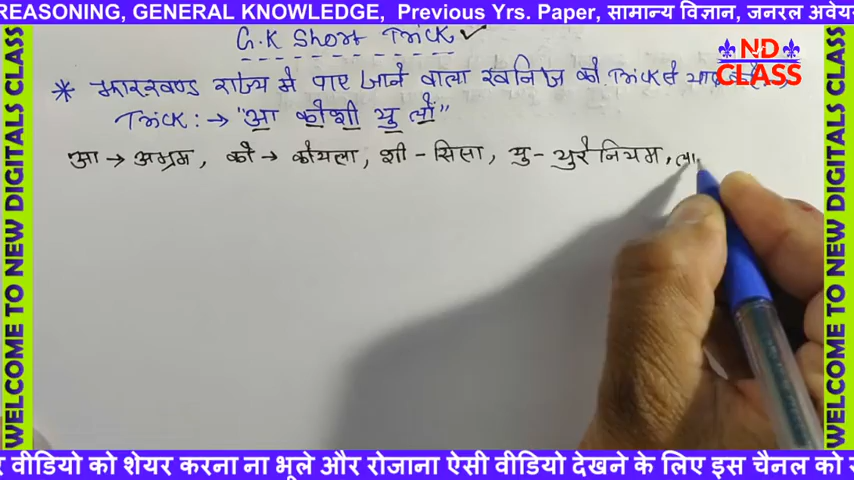 REASONING, GENERAL KNOWLEDGE, Previous Yrs. Paper, सामान्य विज्ञान, जनरल अवेयर
G.K Short Trick ✓
ND
CLASS
* झारखण्ड राज्य में पाए जाने वाला खनिज को Trick से
Trick :→ "आ कोशी यु लौ"
आ → अभ्रम, को → कोयला, शी - सिसा, यु - युरेनियम,
WELCOME TO NEW DIGITALS CLASS
WELCOME TO NEW DIGITALS CLASS
वीडियो को शेयर करना ना भूले और रोजाना ऐसी वीडियो देखने के लिए इस चैनल को